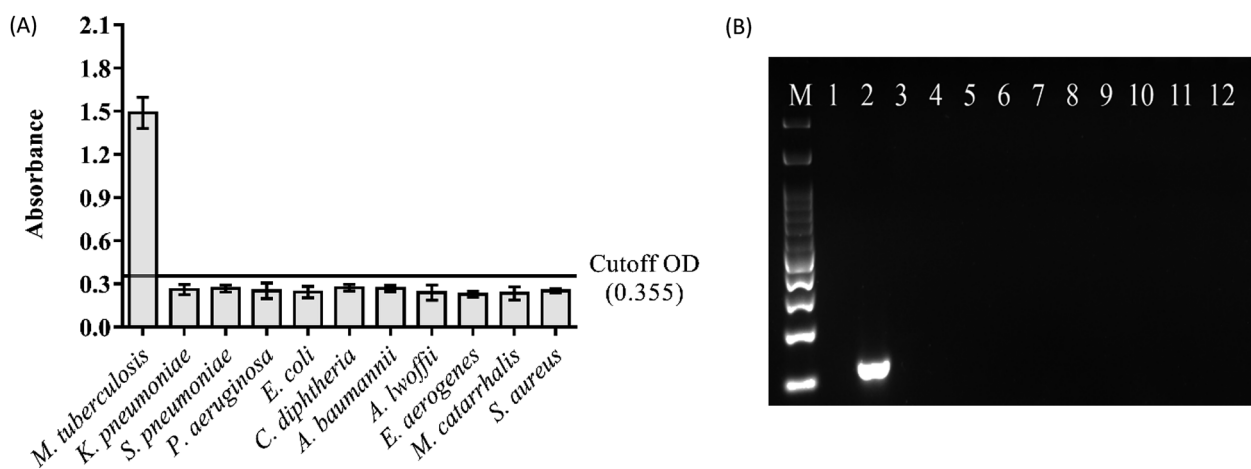 (A)
2.1
1.8
1.5
1.2
0.9
0.6
0.3
0.0
Absorbance
Cutoff OD
(0.355)
M. tuberculosis
K. pneumoniae
S. pneumoniae
P. aeruginosa
E. coli
C. diphtheria
A. baumannii
A. lwoffii
E. aerogenes
M. catarrhalis
S. aureus
(B)
M 1 2 3 4 5 6 7 8 9 10 11 12